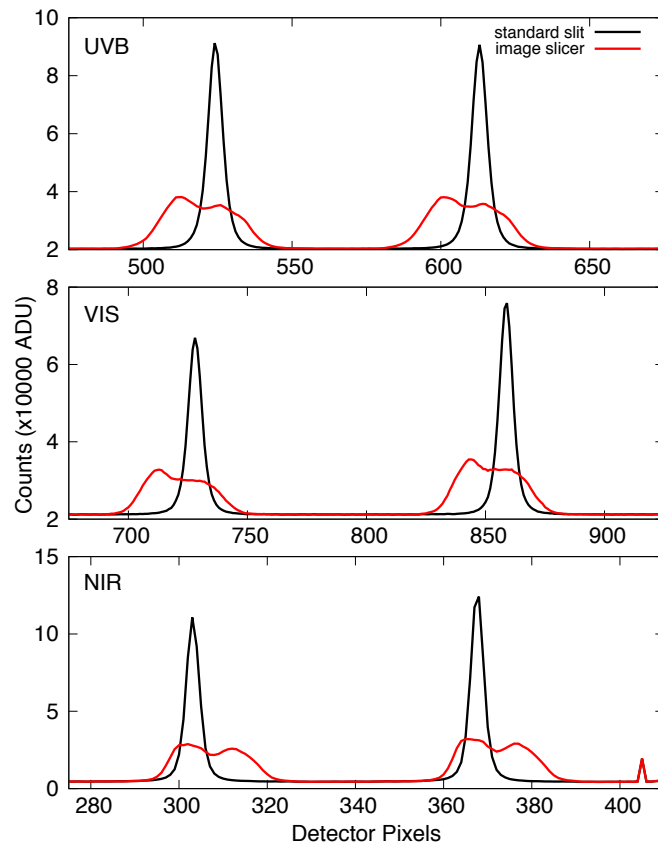 UVB
standard slit
image slicer
10
8
6
4
2
500 550 600 650
VIS
8
6
4
2
700 750 800 850 900
Counts (x10000 ADU)
NIR
15
10
5
0
280 300 320 340 360 380 400
Detector Pixels